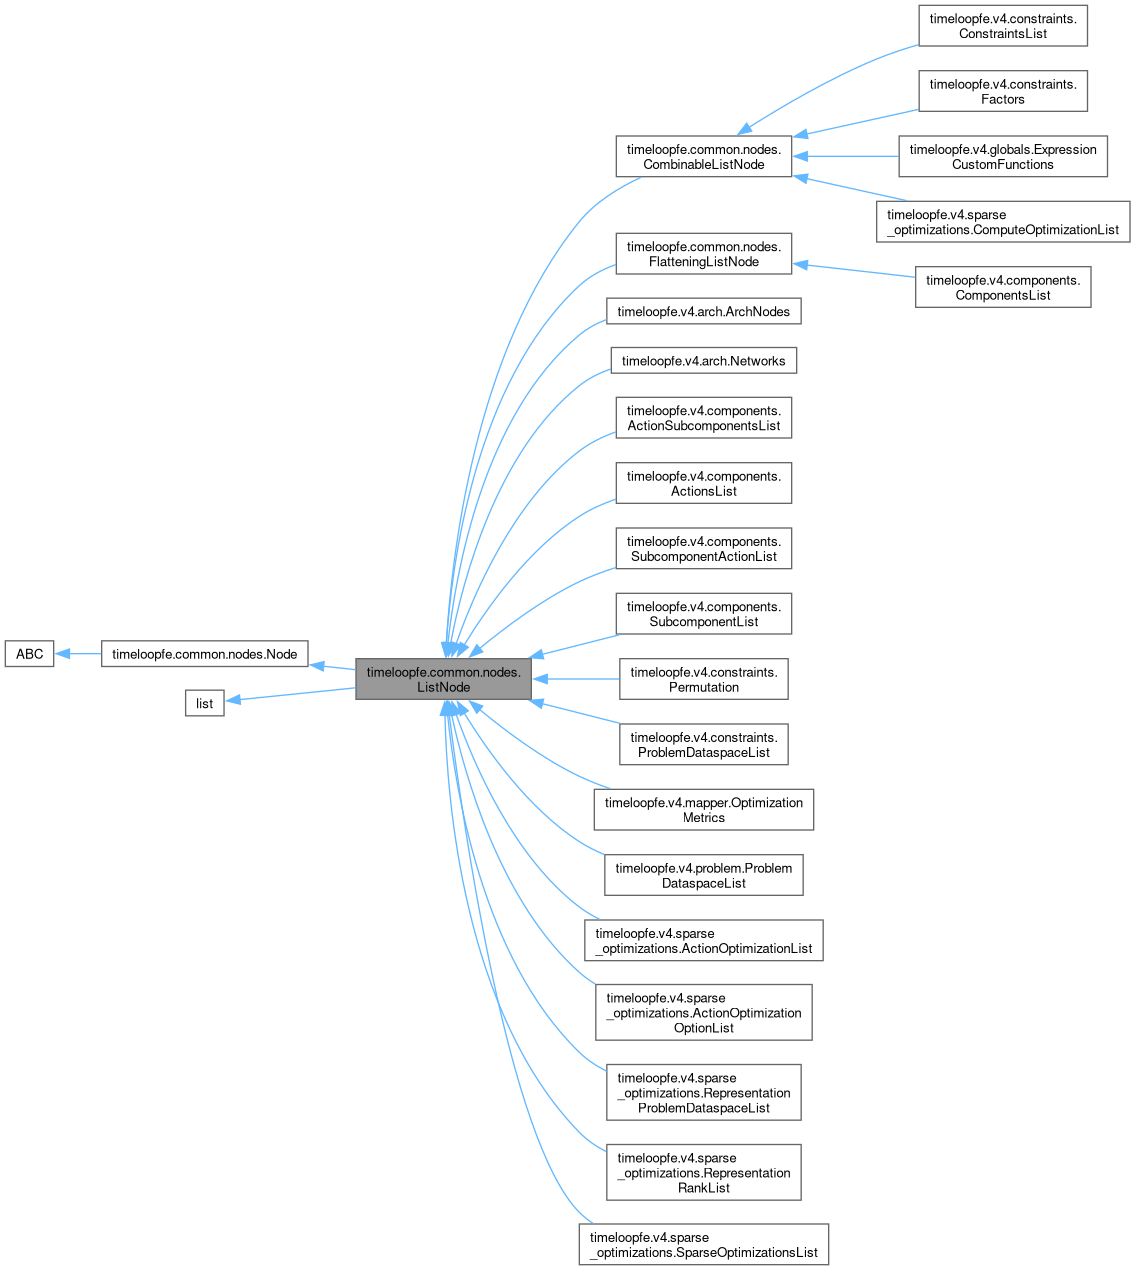 timeloopfe.v4.constraints.
ConstraintsList
timeloopfe.v4.constraints.
Factors
timeloopfe.common.nodes.
CombinableListNode
timeloopfe.v4.globals.Expression
CustomFunctions
timeloopfe.v4.sparse
_optimizations.ComputeOptimizationList
timeloopfe.common.nodes.
FlatteningListNode
timeloopfe.v4.components.
ComponentsList
timeloopfe.v4.arch.ArchNodes
timeloopfe.v4.arch.Networks
timeloopfe.v4.components.
ActionSubcomponentsList
timeloopfe.v4.components.
ActionsList
timeloopfe.v4.components.
SubcomponentActionList
timeloopfe.v4.components.
SubcomponentList
ABC
timeloopfe.common.nodes.Node
list
timeloopfe.common.nodes.
ListNode
timeloopfe.v4.constraints.
Permutation
timeloopfe.v4.constraints.
ProblemDataspaceList
timeloopfe.v4.mapper.Optimization
Metrics
timeloopfe.v4.problem.Problem
DataspaceList
timeloopfe.v4.sparse
_optimizations.ActionOptimizationList
timeloopfe.v4.sparse
_optimizations.ActionOptimization
OptionList
timeloopfe.v4.sparse
_optimizations.Representation
ProblemDataspaceList
timeloopfe.v4.sparse
_optimizations.Representation
RankList
timeloopfe.v4.sparse
_optimizations.SparseOptimizationsList